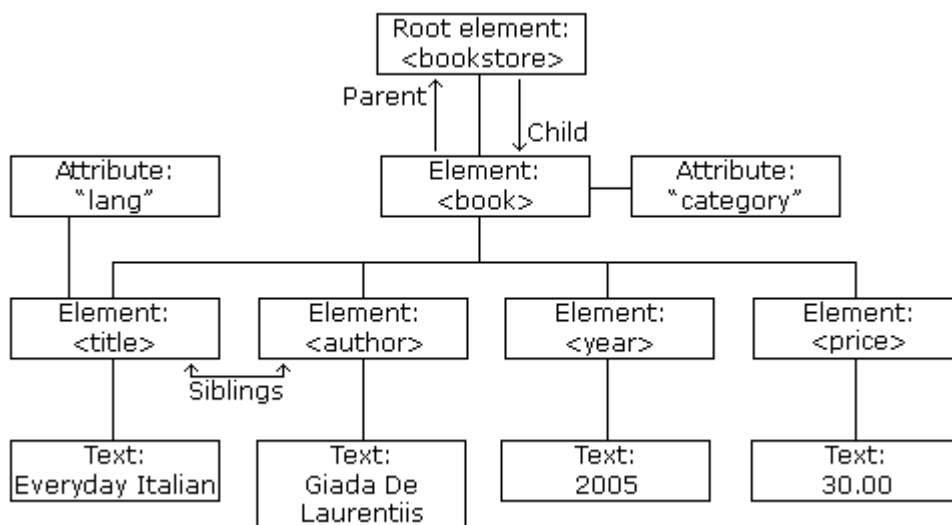 Root element:
<bookstore>
Parent
Child
Attribute:
“lang”
Element:
<book>
Attribute:
“category”
Element:
<title>
Element:
<author>
Element:
<year>
Element:
<price>
Siblings
Text:
Everyday Italian
Text:
Giada De
Laurentiis
Text:
2005
Text:
30.00